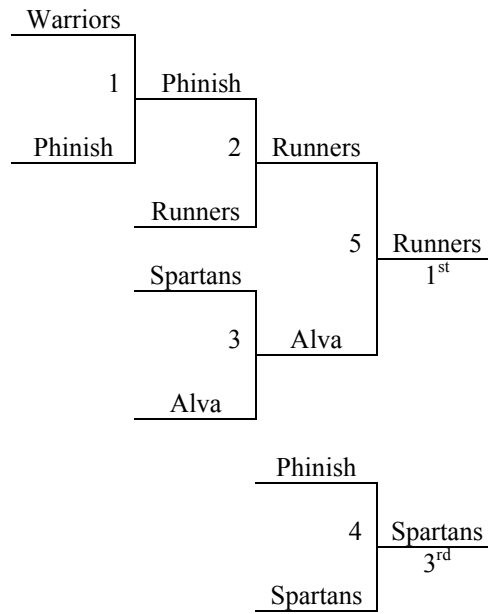 Warriors
1
Phinish
Phinish
2
Runners
Runners
Spartans
3
Alva
Alva
5
Runners
1st
Phinish
4
Spartans
3rd
Spartans